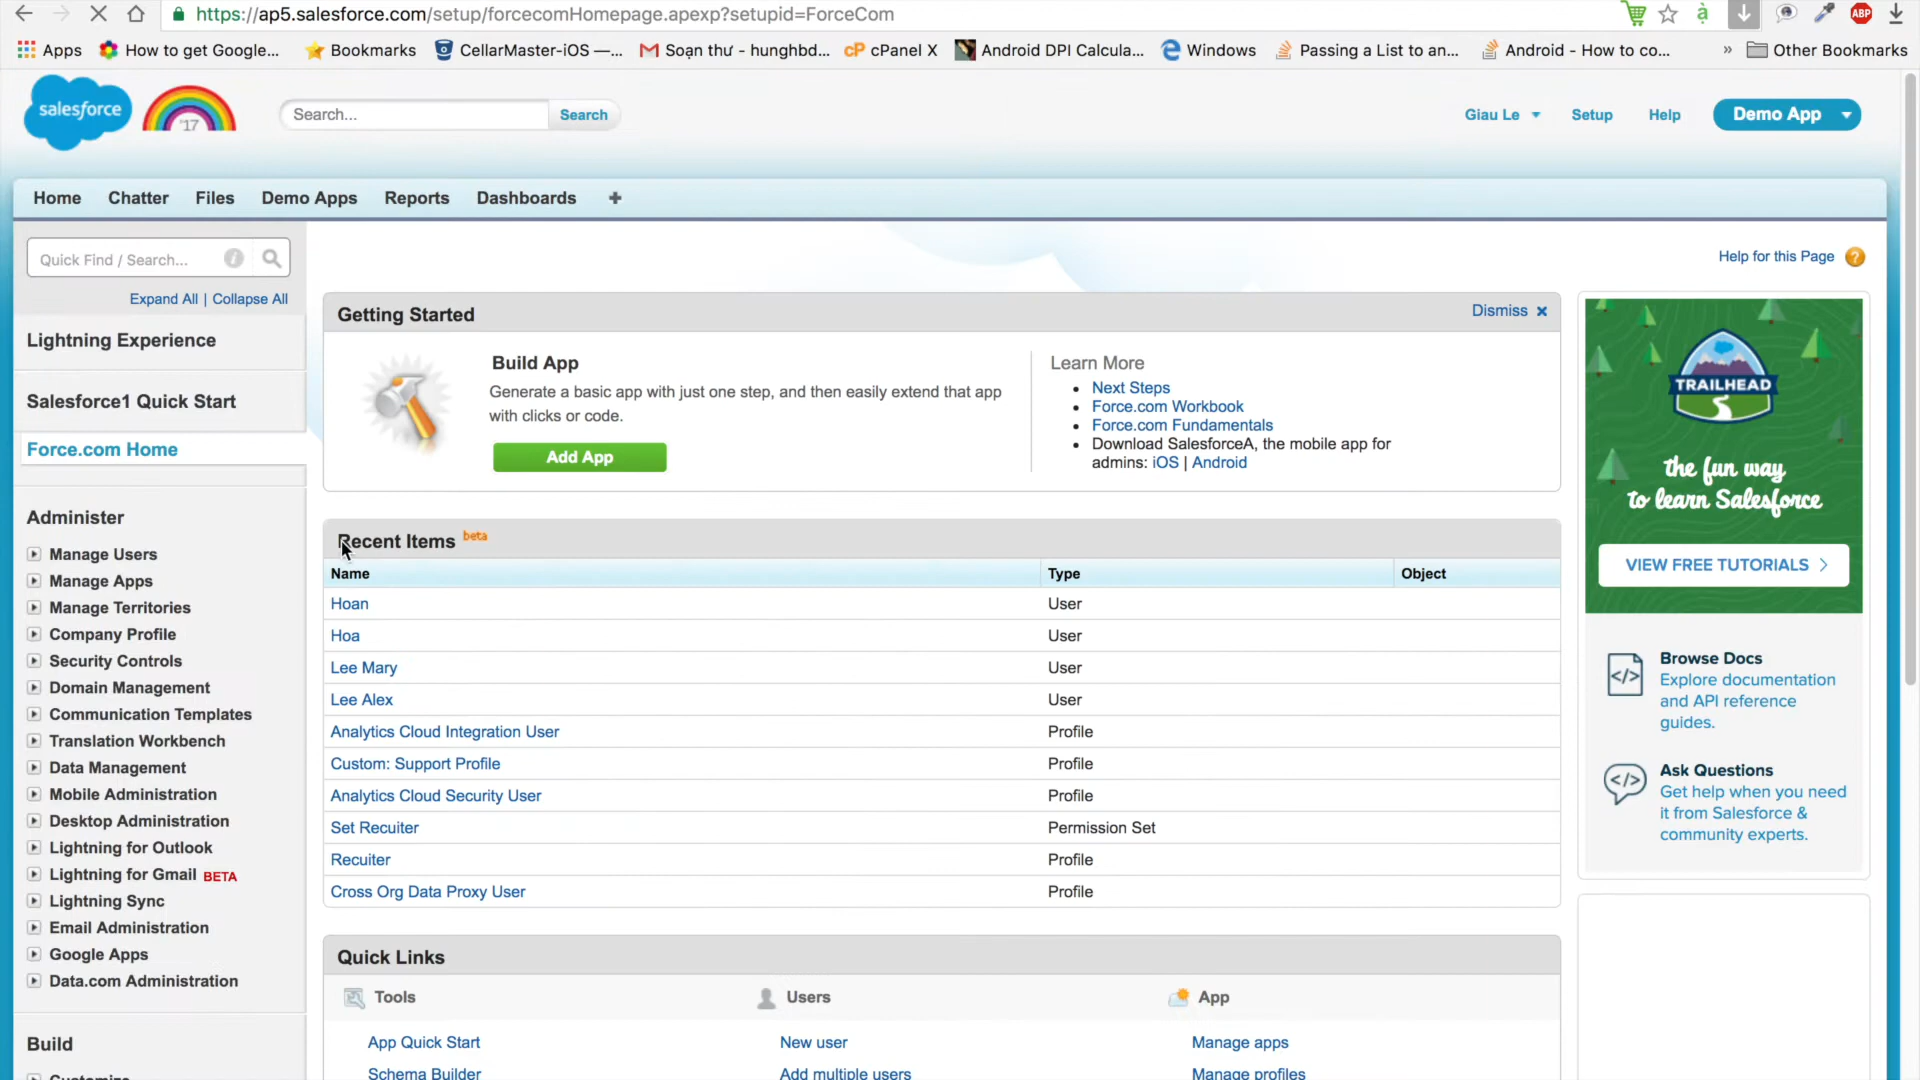 https://ap5.salesforce.com/setup/forcecomHomepage.apexp?setupid=ForceCom
ABP
Apps
How to get Google...
Bookmarks
CellarMaster-iOS —...
Soạn thư - hunghbd...
cPanel X
Android DPI Calcula...
Windows
Passing a List to an...
Android - How to co...
»
Other Bookmarks
salesforce
'17
Search...
Search
Giau Le
Setup
Help
Demo App
Home
Chatter
Files
Demo Apps
Reports
Dashboards
+
Quick Find / Search...
Expand All | Collapse All
Lightning Experience
Salesforce1 Quick Start
Force.com Home
Administer
Manage Users
Manage Apps
Manage Territories
Company Profile
Security Controls
Domain Management
Communication Templates
Translation Workbench
Data Management
Mobile Administration
Desktop Administration
Lightning for Outlook
Lightning for Gmail BETA
Lightning Sync
Email Administration
Google Apps
Data.com Administration
Build
Customize
Help for this Page ?
Getting Started
Dismiss x
Build App
Generate a basic app with just one step, and then easily extend that app
with clicks or code.
Add App
Learn More
• Next Steps
• Force.com Workbook
• Force.com Fundamentals
• Download SalesforceA, the mobile app for
admins: iOS | Android
Recent Items beta
Name Type Object
Hoan User
Hoa User
Lee Mary User
Lee Alex User
Analytics Cloud Integration User Profile
Custom: Support Profile Profile
Analytics Cloud Security User Profile
Set Recuiter Permission Set
Recuiter Profile
Cross Org Data Proxy User Profile
Quick Links
Tools
Users
App
App Quick Start
New user
Manage apps
Schema Builder
Add multiple users
Manage profiles
TRAILHEAD
the fun way
to learn Salesforce
VIEW FREE TUTORIALS >
</>
Browse Docs
Explore documentation
and API reference
guides.
</>
Ask Questions
Get help when you need
it from Salesforce &
community experts.